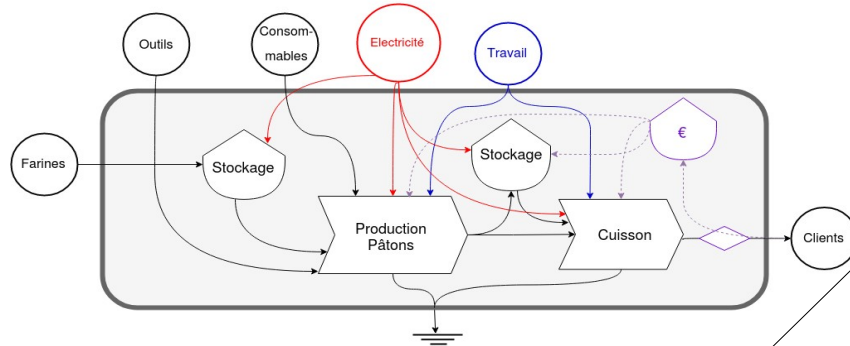 Outils
Consom-
mables
Electricité
Travail
Farines
Stockage
Stockage
€
Production
Pâtons
Cuisson
Clients